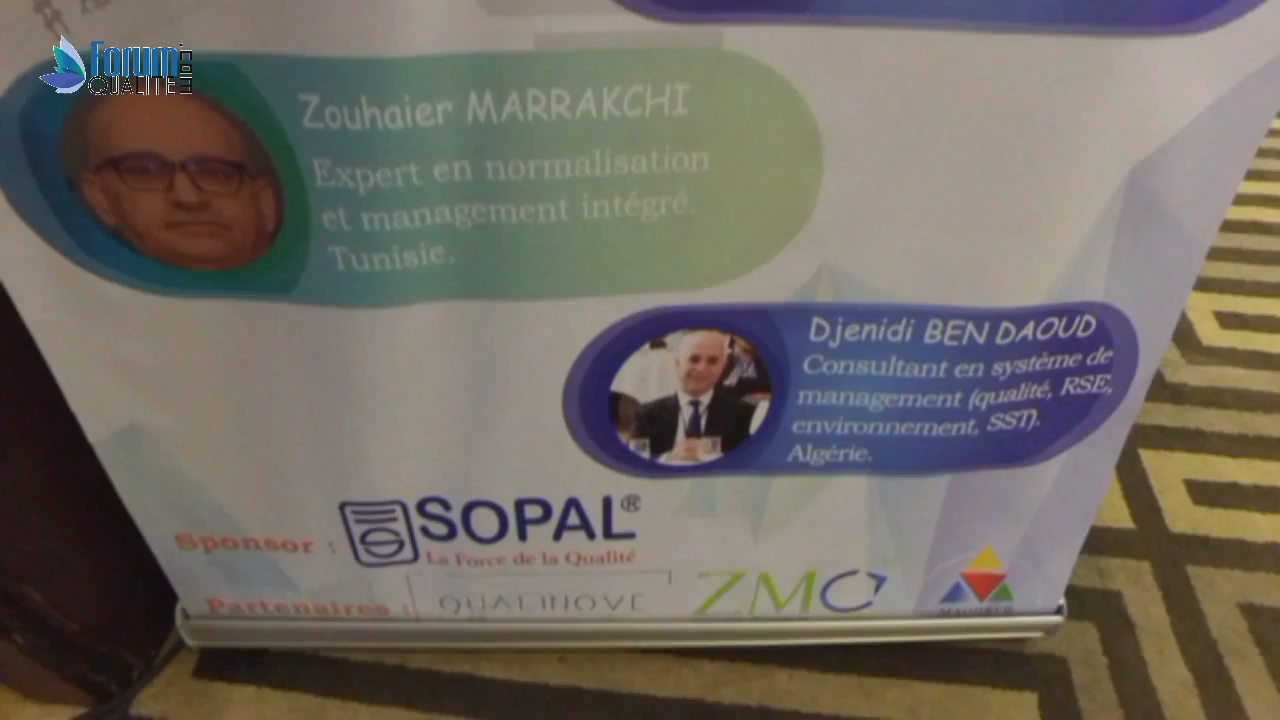 Forum
QUALITÉ
Zouhaier MARRAKCHI
Expert en normalisation
et management intégré.
Tunisie.
Djenidi BEN DAOUD
Consultant en système de
management (qualité, RSE,
environnement, SST).
Algérie.
Sponsor :
SOPAL®
La Force de la Qualité
Partenaires :
QUALINOVE
ZMC